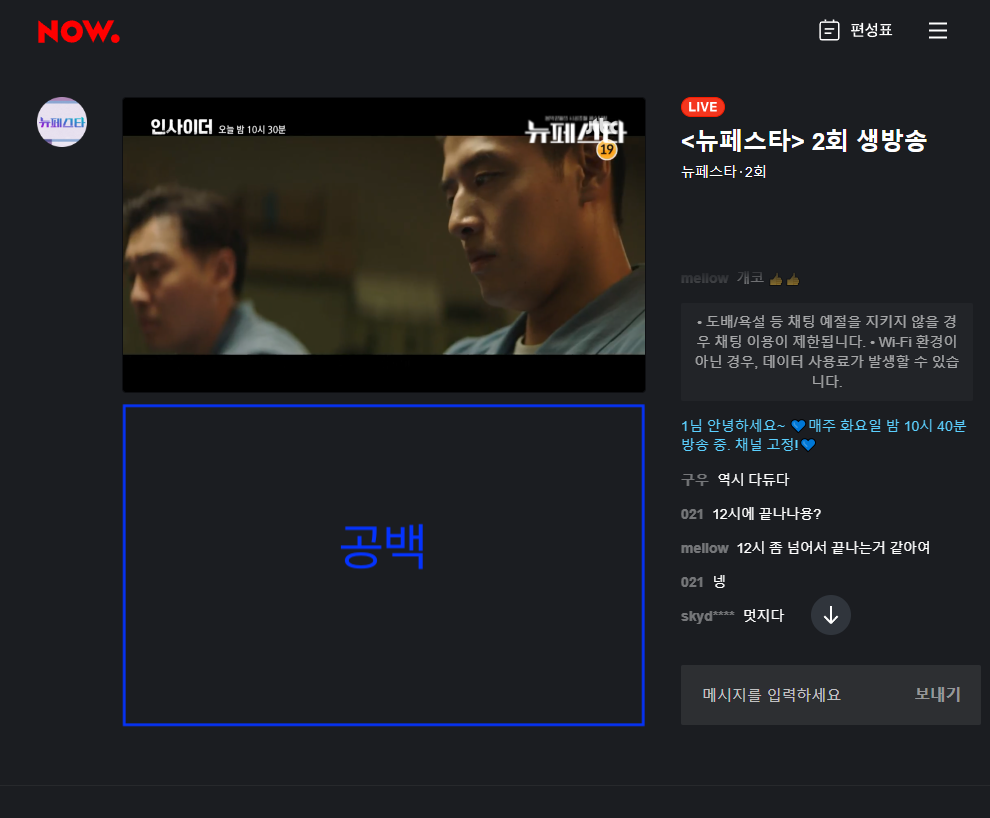 NOW.
편성표
뉴페스타
인사이더 오늘 밤 10시 30분
뉴페스타
19
공백
LIVE
<뉴페스타> 2회 생방송
뉴페스타·2회
mellow 개코 👍👍
• 도배/욕설 등 채팅 예절을 지키지 않을 경
우 채팅 이용이 제한됩니다. • Wi-Fi 환경이
아닌 경우, 데이터 사용료가 발생할 수 있습
니다.
1님 안녕하세요~ 💙매주 화요일 밤 10시 40분
방송 중. 채널 고정!💙
구우 역시 다듀다
021 12시에 끝나나용?
mellow 12시 좀 넘어서 끝나는거 같아여
021 넹
skyd**** 멋지다
메시지를 입력하세요 보내기